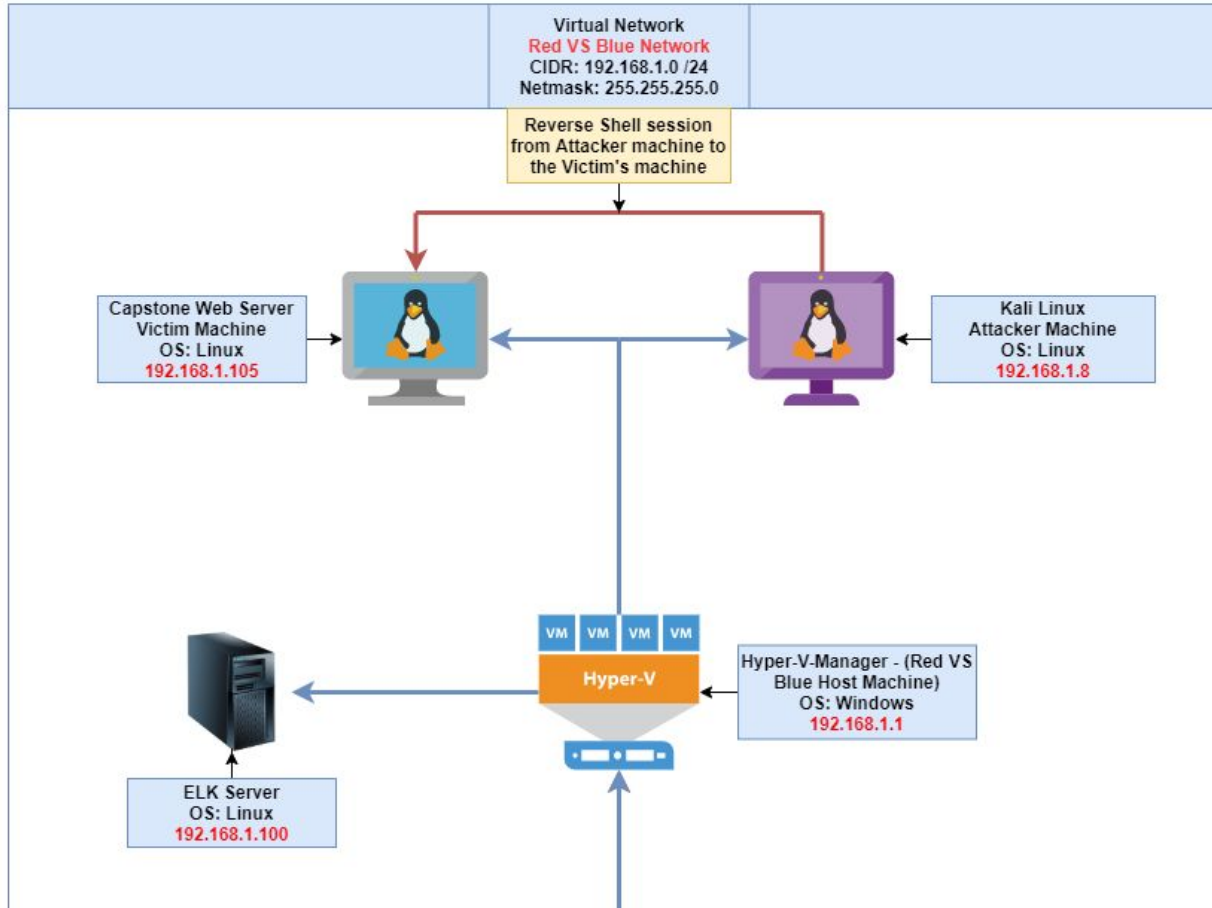 Virtual Network
Red VS Blue Network
CIDR: 192.168.1.0 /24
Netmask: 255.255.255.0
Reverse Shell session
from Attacker machine to
the Victim's machine
Capstone Web Server
Victim Machine
OS: Linux
192.168.1.105
Kali Linux
Attacker Machine
OS: Linux
192.168.1.8
VM VM VM VM
Hyper-V
Hyper-V-Manager - (Red VS
Blue Host Machine)
OS: Windows
192.168.1.1
ELK Server
OS: Linux
192.168.1.100